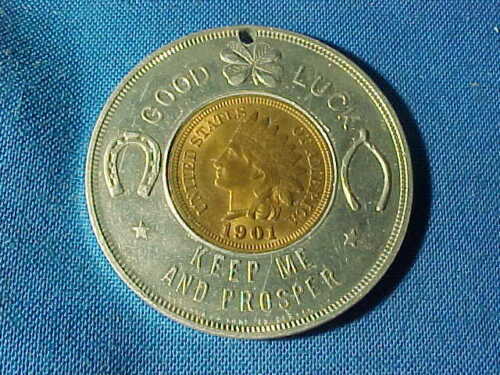 GOOD LUCK
UNITED STATES OF AMERICA
1901
KEEP ME
AND PROSPER